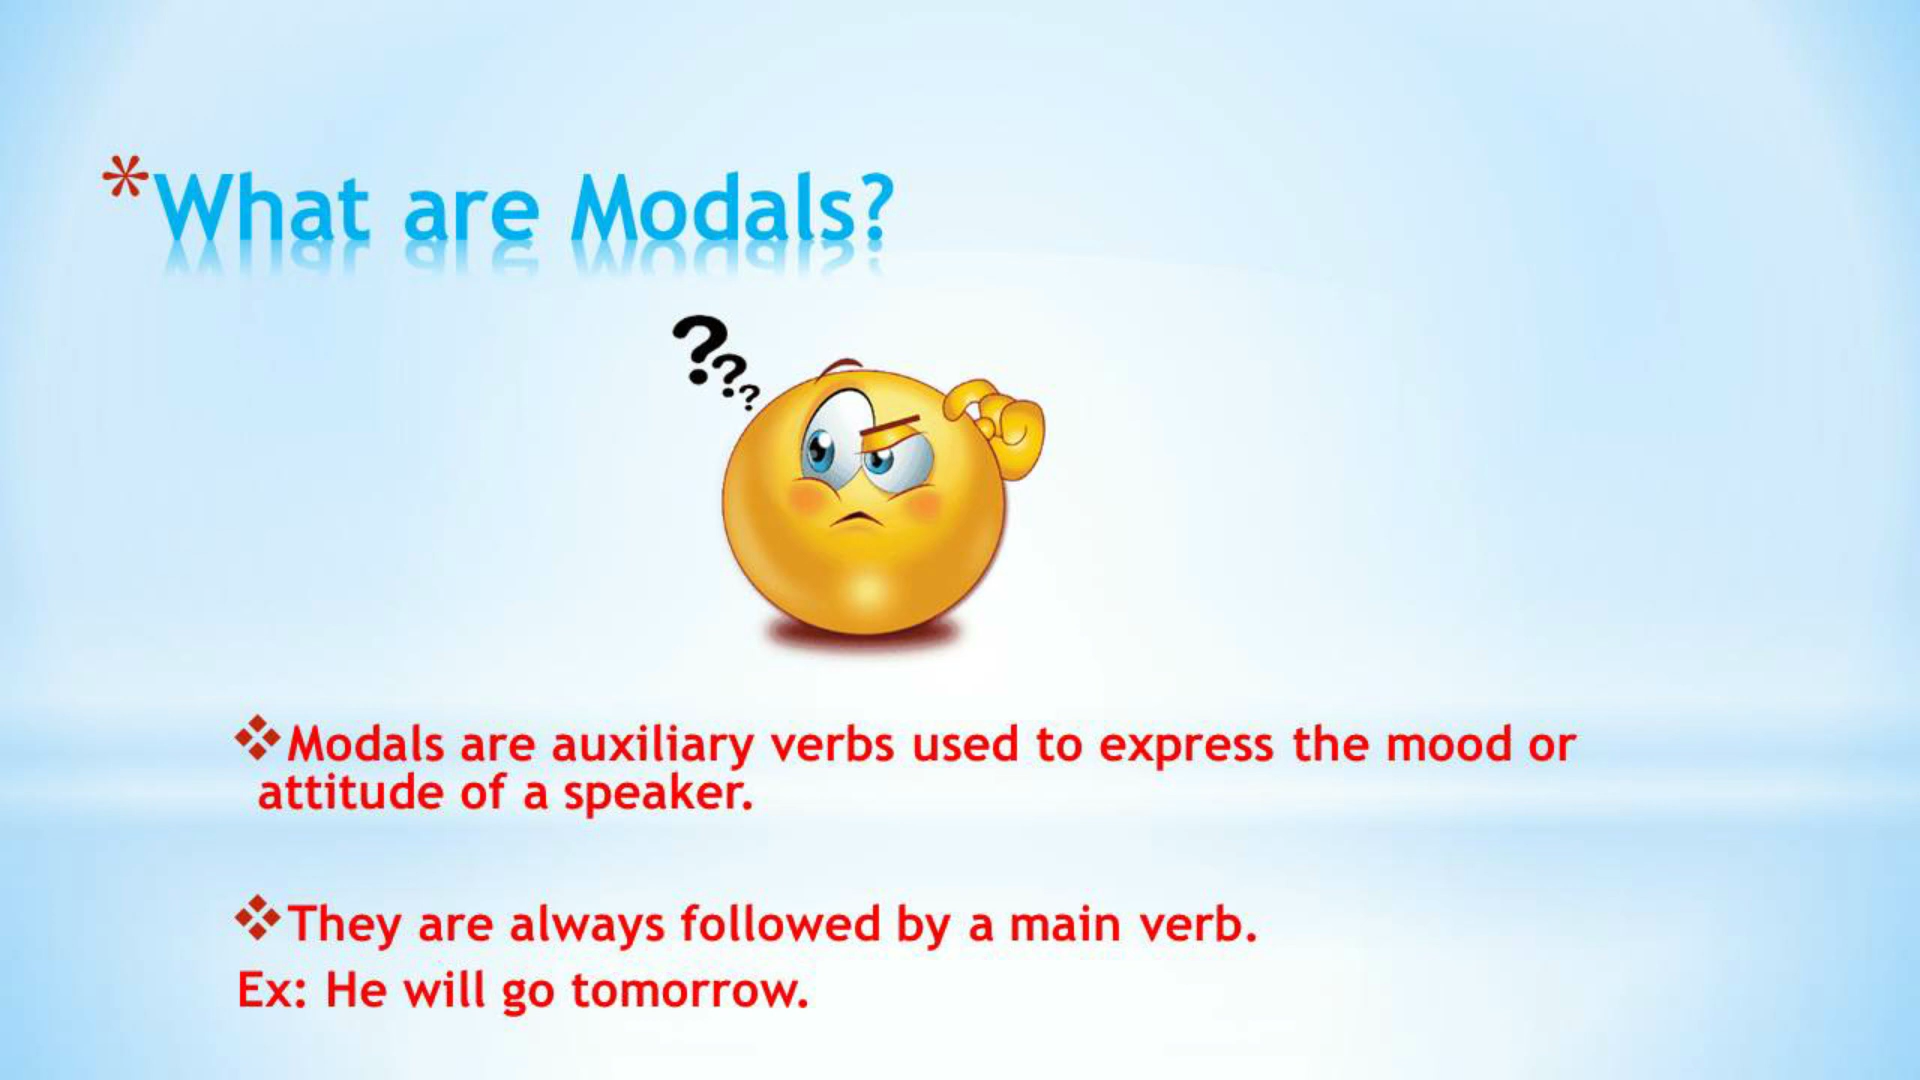 *What are Modals?
???
❖Modals are auxiliary verbs used to express the mood or
attitude of a speaker.
❖They are always followed by a main verb.
Ex: He will go tomorrow.